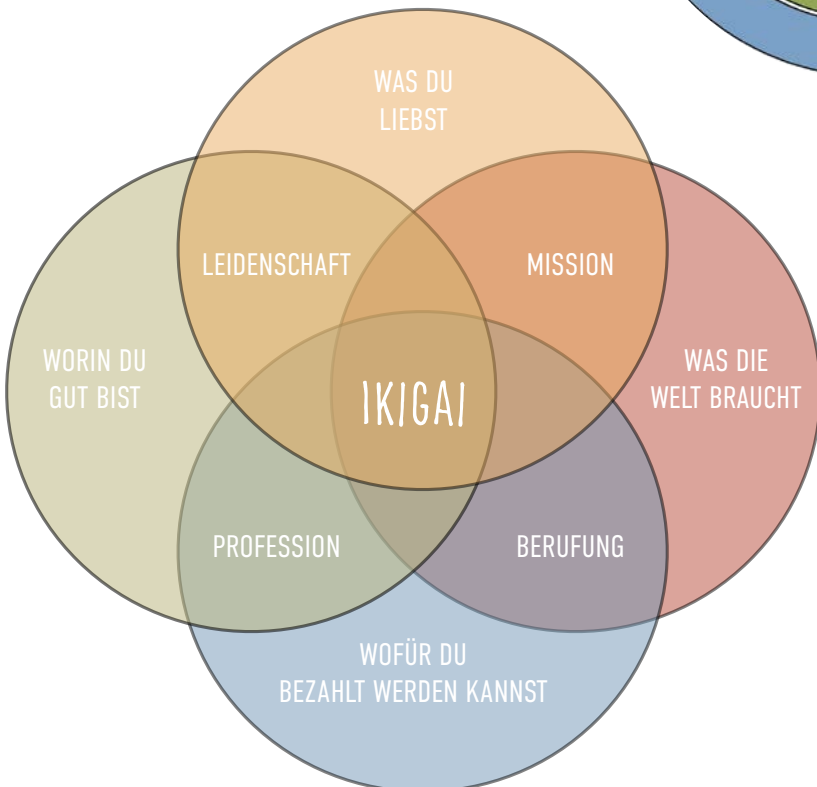 WAS DU
LIEBST
LEIDENSCHAFT
MISSION
WORIN DU
GUT BIST
IKIGAI
WAS DIE
WELT BRAUCHT
PROFESSION
BERUFUNG
WOFÜR DU
BEZAHLT WERDEN KANNST